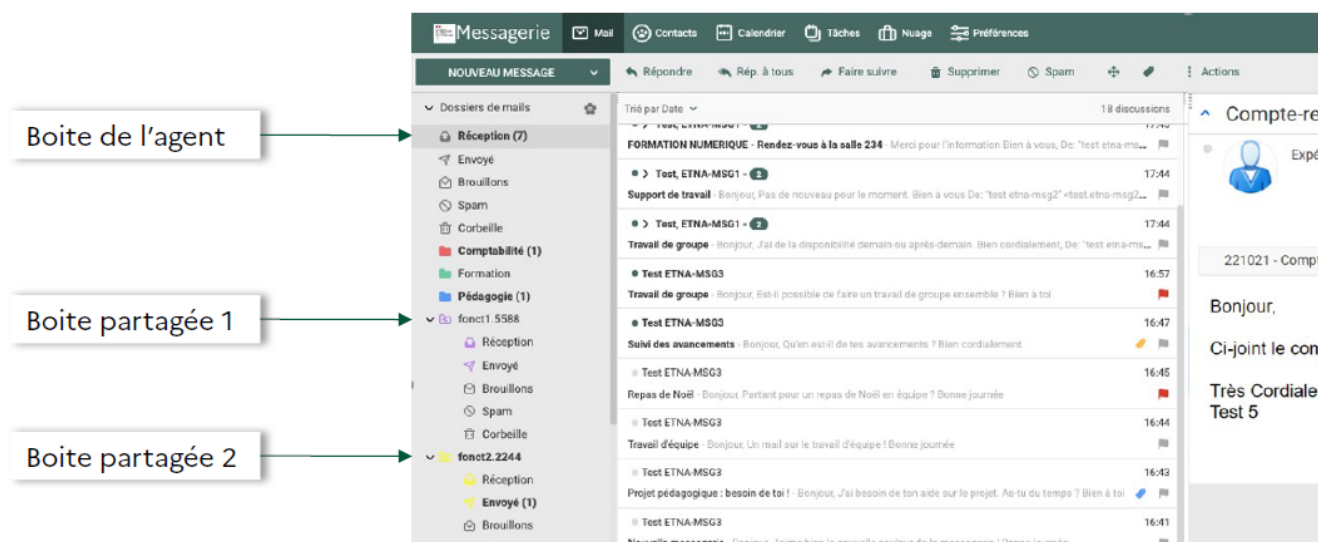 Boite de l'agent
Boite partagée 1
Boite partagée 2
Messagerie
Mail
Contacts
Calendrier
Tâches
Nuage
Préférences
NOUVEAU MESSAGE
Répondre
Rép. à tous
Faire suivre
Supprimer
Spam
Actions
Dossiers de mails
Réception (7)
Envoyé
Brouillons
Spam
Corbeille
Comptabilité (1)
Formation
Pédagogie (1)
fonct1.5588
Réception
Envoyé
Brouillons
Spam
Corbeille
fonct2.2244
Réception
Envoyé (1)
Brouillons
Trié par Date
18 discussions
FORMATION NUMERIQUE - Rendez-vous à la salle 234 - Merci pour l'information Bien à vous, De: "test etna-ms...
Test, ETNA-MSG1 - 2
17:44
Support de travail - Bonjour, Pas de nouveau pour le moment. Bien à vous De: "test etna-msg2" <test.etna-msg2...
Test, ETNA-MSG1 - 2
17:44
Travail de groupe - Bonjour, J'ai de la disponibilité demain ou après-demain. Bien cordialement, De: "test etna-ms...
Test ETNA-MSG3
16:57
Travail de groupe - Bonjour, Est-il possible de faire un travail de groupe ensemble ? Bien à toi
Test ETNA-MSG3
16:47
Suivi des avancements - Bonjour, Qu'en est-il de tes avancements ? Bien cordialement
Test ETNA-MSG3
16:45
Repas de Noël - Bonjour, Partant pour un repas de Noël en équipe ? Bonne journée
Test ETNA-MSG3
16:44
Travail d'équipe - Bonjour, Un mail sur le travail d'équipe ! Bonne journée
Test ETNA-MSG3
16:43
Projet pédagogique : besoin de toi ! - Bonjour, J'ai besoin de ton aide sur le projet. As-tu du temps ? Bien à toi
Test ETNA-MSG3
16:41
Compte-re
Expé
221021 - Compt
Bonjour,
Ci-joint le com
Très Cordiale
Test 5